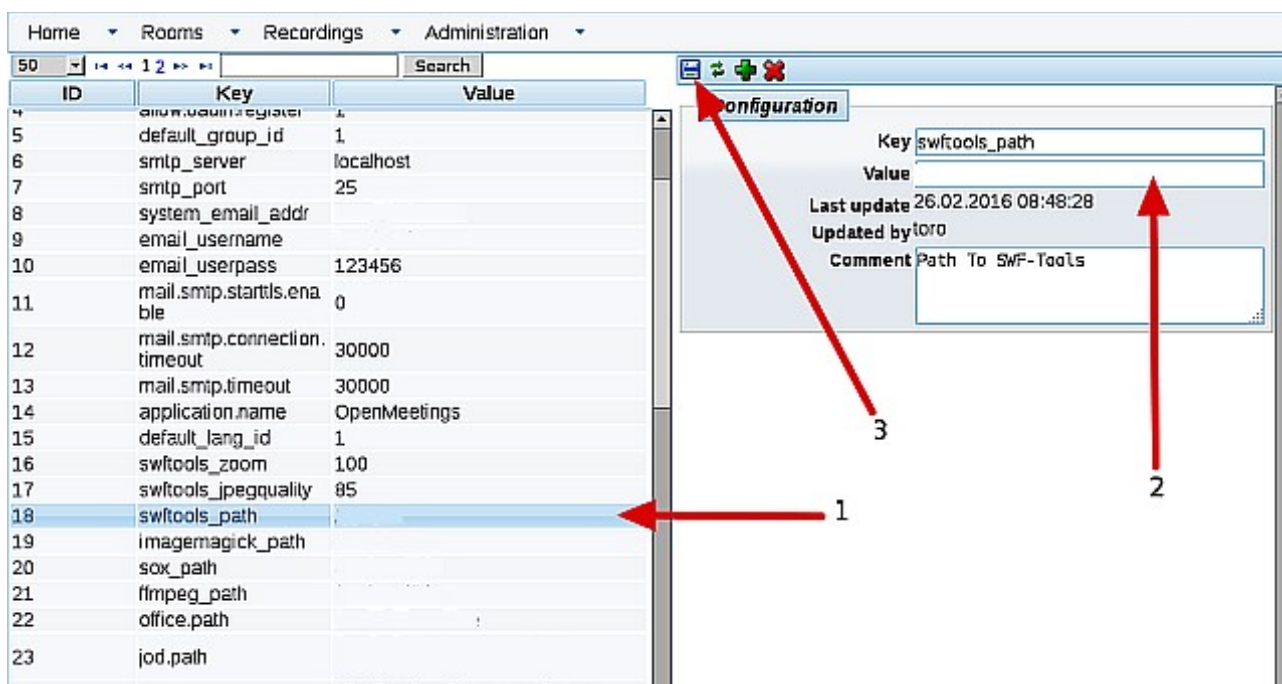 Home Rooms Recordings Administration
50 1 2 Search
ID Key Value
4 allow.oauth.register 1
5 default_group_id 1
6 smtp_server localhost
7 smtp_port 25
8 system_email_addr
9 email_username
10 email_userpass 123456
11 mail.smtp.starttls.ena
ble 0
12 mail.smtp.connection.
timeout 30000
13 mail.smtp.timeout 30000
14 application.name OpenMeetings
15 default_lang_id 1
16 swftools_zoom 100
17 swftools_jpegquality 85
18 swftools_path
19 imagemagick_path
20 sox_path
21 ffmpeg_path
22 office.path
23 jod.path
Configuration
Key swftools_path
Value
Last update 26.02.2016 08:48:28
Updated by toro
Comment Path To SWF-Tools
3
2
1